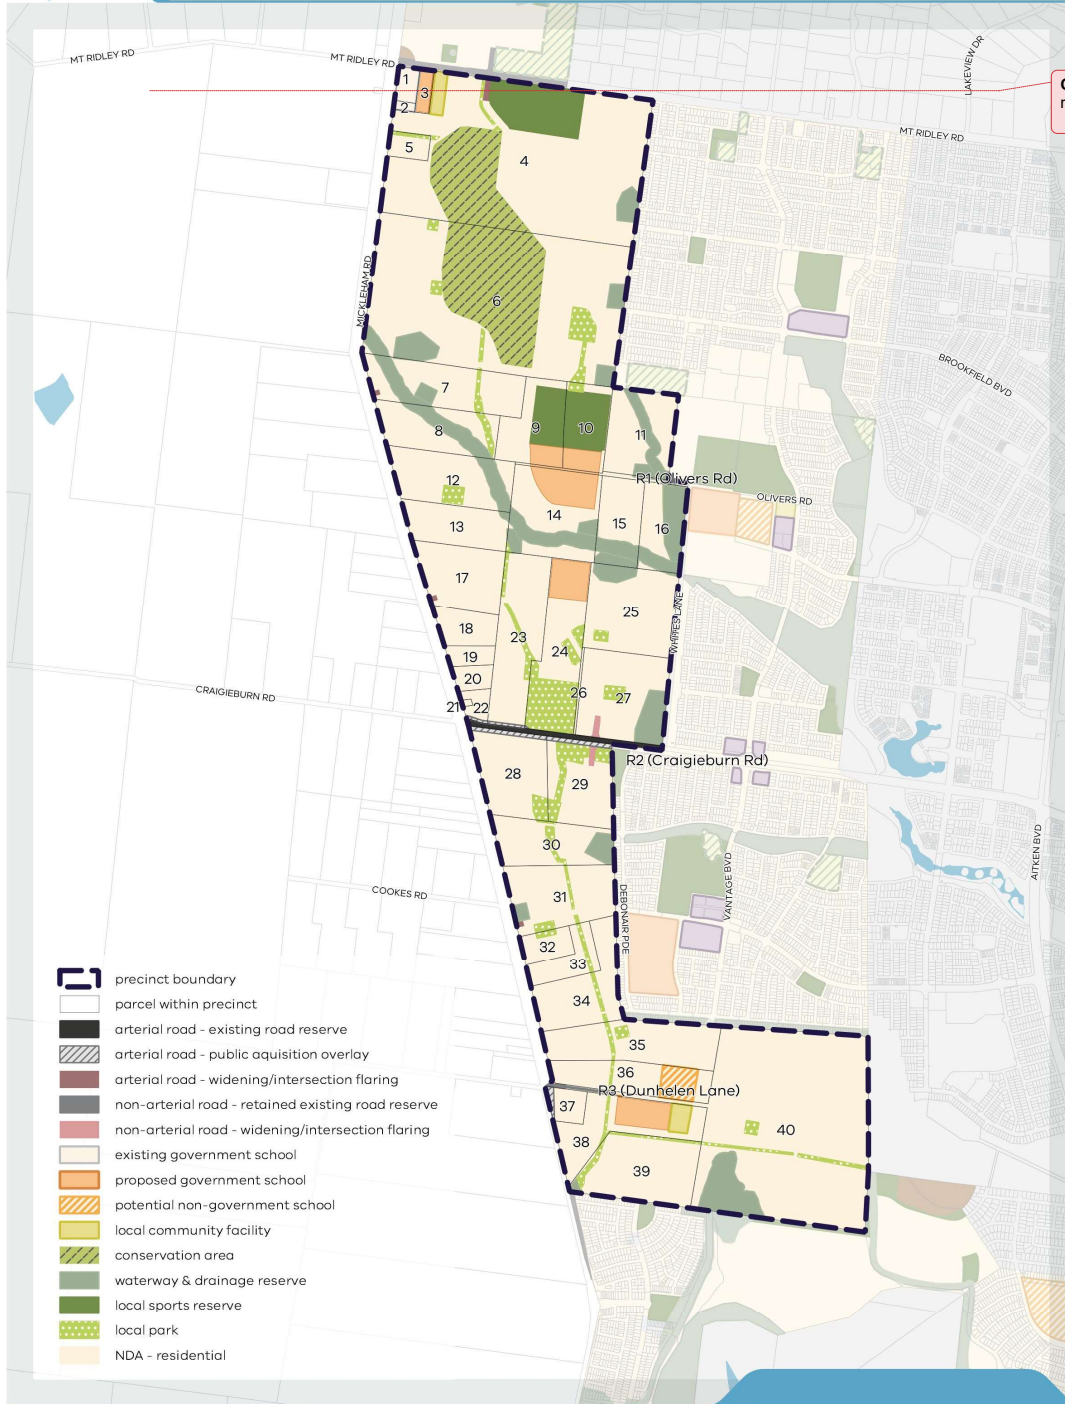 MT RIDLEY RD
MT RIDLEY RD
LAKEVIEW DR
MT RIDLEY RD
1
2
3
4
5
MICKLEHAM RD
6
BROOKFIELD BVD
7
8
9
10
11
R1 (Olivers Rd)
OLIVERS RD
12
13
14
15
16
17
18
19
20
21
22
23
24
25
26
27
WHITES LANE
CRAIGIEBURN RD
R2 (Craigieburn Rd)
28
29
30
31
32
33
34
COOKES RD
DEBONAIR PDE
VANTAGE BVD
AITKEN BVD
35
36
R3 (Dunhelen Lane)
37
38
39
40
precinct boundary
parcel within precinct
arterial road - existing road reserve
arterial road - public aquisition overlay
arterial road - widening/intersection flaring
non-arterial road - retained existing road reserve
non-arterial road - widening/intersection flaring
existing government school
proposed government school
potential non-government school
local community facility
conservation area
waterway & drainage reserve
local sports reserve
local park
NDA - residential